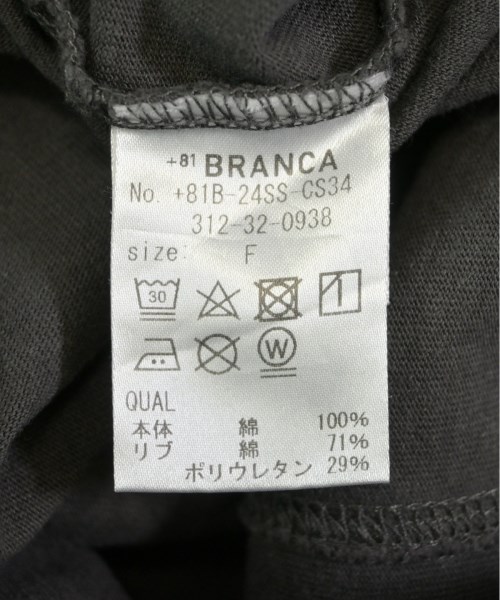 +81 BRANCA
No. +81B-24SS-CS34
312-32-0938
size: F
30
W
QUAL
本体 綿 100%
リブ 綿 71%
ポリウレタン 29%